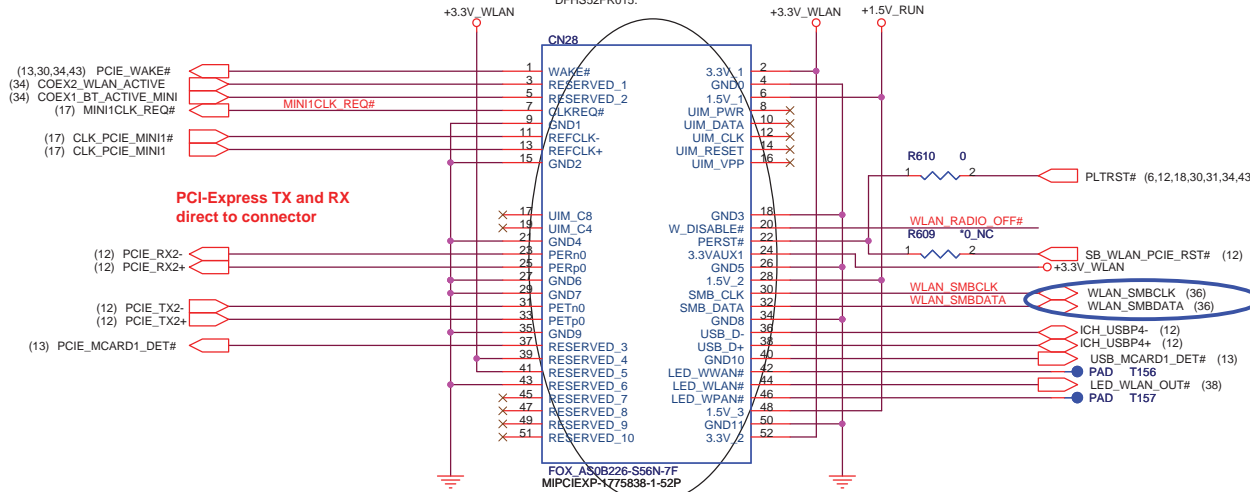 DFHS52FR015.
+3.3V_WLAN
+3.3V_WLAN
+1.5V_RUN
CN28
(13,30,34,43) PCIE_WAKE#
(34) COEX2_WLAN_ACTIVE
(34) COEX1_BT_ACTIVE_MINI
(17) MINI1CLK_REQ#
MINI1CLK_REQ#
(17) CLK_PCIE_MINI1#
(17) CLK_PCIE_MINI1
PCI-Express TX and RX
direct to connector
(12) PCIE_RX2-
(12) PCIE_RX2+
(12) PCIE_TX2-
(12) PCIE_TX2+
(13) PCIE_MCARD1_DET#
1 WAKE#
3 RESERVED_1
5 RESERVED_2
7 CLKREQ#
9 GND1
11 REFCLK-
13 REFCLK+
15 GND2
17 UIM_C8
19 UIM_C4
21 GND4
23 PERn0
25 PERp0
27 GND6
29 GND7
31 PETn0
33 PETp0
35 GND9
37 RESERVED_3
39 RESERVED_4
41 RESERVED_5
43 RESERVED_6
45 RESERVED_7
47 RESERVED_8
49 RESERVED_9
51 RESERVED_10
3.3V_1 2
GND0 4
1.5V_1 6
UIM_PWR 8
UIM_DATA 10
UIM_CLK 12
UIM_RESET 14
UIM_VPP 16
GND3 18
W_DISABLE# 20
PERST# 22
3.3VAUX1 24
GND5 26
1.5V_2 28
SMB_CLK 30
SMB_DATA 32
GND8 34
USB_D- 36
USB_D+ 38
GND10 40
LED_WWAN# 42
LED_WLAN# 44
LED_WPAN# 46
1.5V_3 48
GND11 50
3.3V_2 52
R610 0
1 2
PLTRST# (6,12,18,30,31,34,43
WLAN_RADIO_OFF#
R609 *0_NC
1 2
SB_WLAN_PCIE_RST# (12)
+3.3V_WLAN
WLAN_SMBCLK
WLAN_SMBCLK (36)
WLAN_SMBDATA
WLAN_SMBDATA (36)
ICH_USBP4- (12)
ICH_USBP4+ (12)
USB_MCARD1_DET# (13)
PAD T156
LED_WLAN_OUT# (38)
PAD T157
FOX_AS0B226-S56N-7F
MIPCIEXP-1775838-1-52P